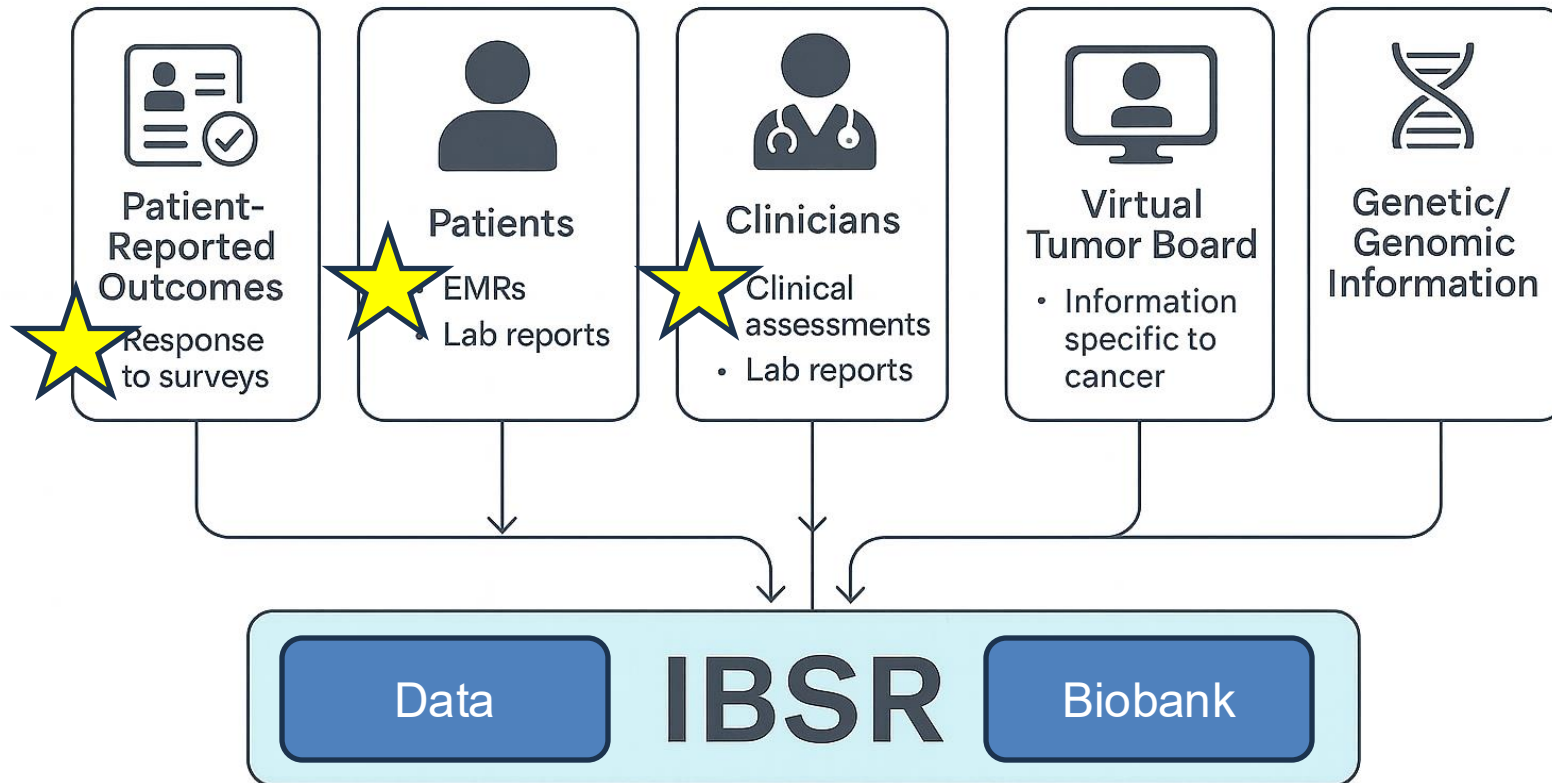 Patient-
Reported
Outcomes
Response
to surveys
Patients
• EMRs
• Lab reports
Clinicians
Clinical
assessments
• Lab reports
Virtual
Tumor Board
• Information
specific to
cancer
Genetic/
Genomic
Information
Data
IBSR
Biobank